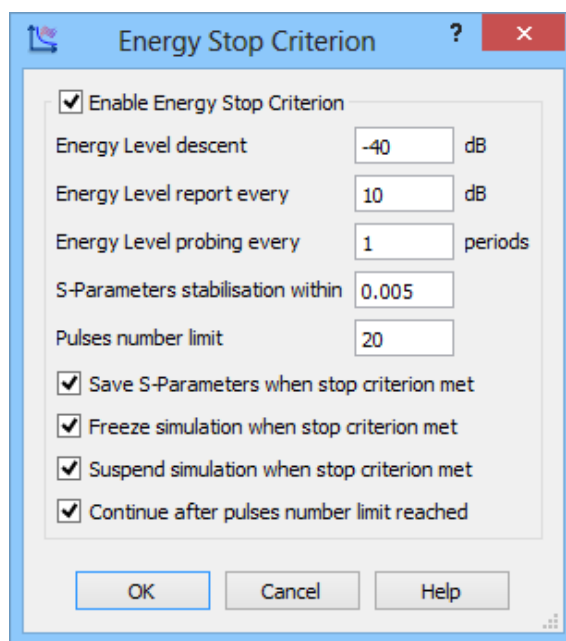 Energy Stop Criterion ? ×
Enable Energy Stop Criterion
Energy Level descent -40 dB
Energy Level report every 10 dB
Energy Level probing every 1 periods
S-Parameters stabilisation within 0.005
Pulses number limit 20
Save S-Parameters when stop criterion met
Freeze simulation when stop criterion met
Suspend simulation when stop criterion met
Continue after pulses number limit reached
OK Cancel Help